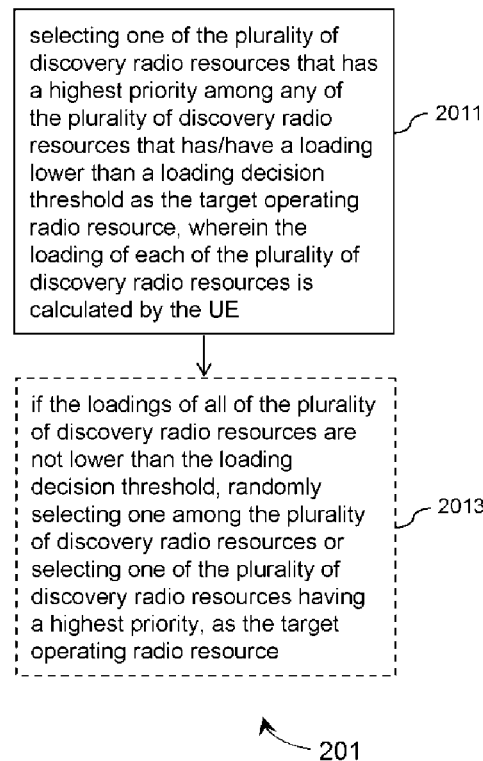 selecting one of the plurality of
discovery radio resources that has
a highest priority among any of
the plurality of discovery radio
resources that has/have a loading
lower than a loading decision
threshold as the target operating
radio resource, wherein the
loading of each of the plurality of
discovery radio resources is
calculated by the UE
2011
if the loadings of all of the plurality
of discovery radio resources are
not lower than the loading
decision threshold, randomly
selecting one among the plurality
of discovery radio resources or
selecting one of the plurality of
discovery radio resources having
a highest priority, as the target
operating radio resource
2013
201